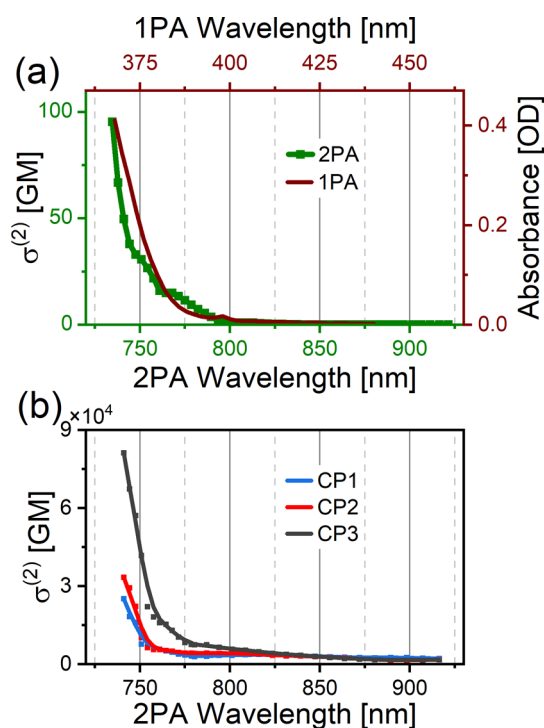 1PA Wavelength [nm]
375 400 425 450
(a)
100
50
0
σ(2) [GM]
2PA
1PA
0.4
0.2
0.0
Absorbance [OD]
750 800 850 900
2PA Wavelength [nm]
(b)
×10⁴
9
6
3
0
σ(2) [GM]
CP1
CP2
CP3
750 800 850 900
2PA Wavelength [nm]